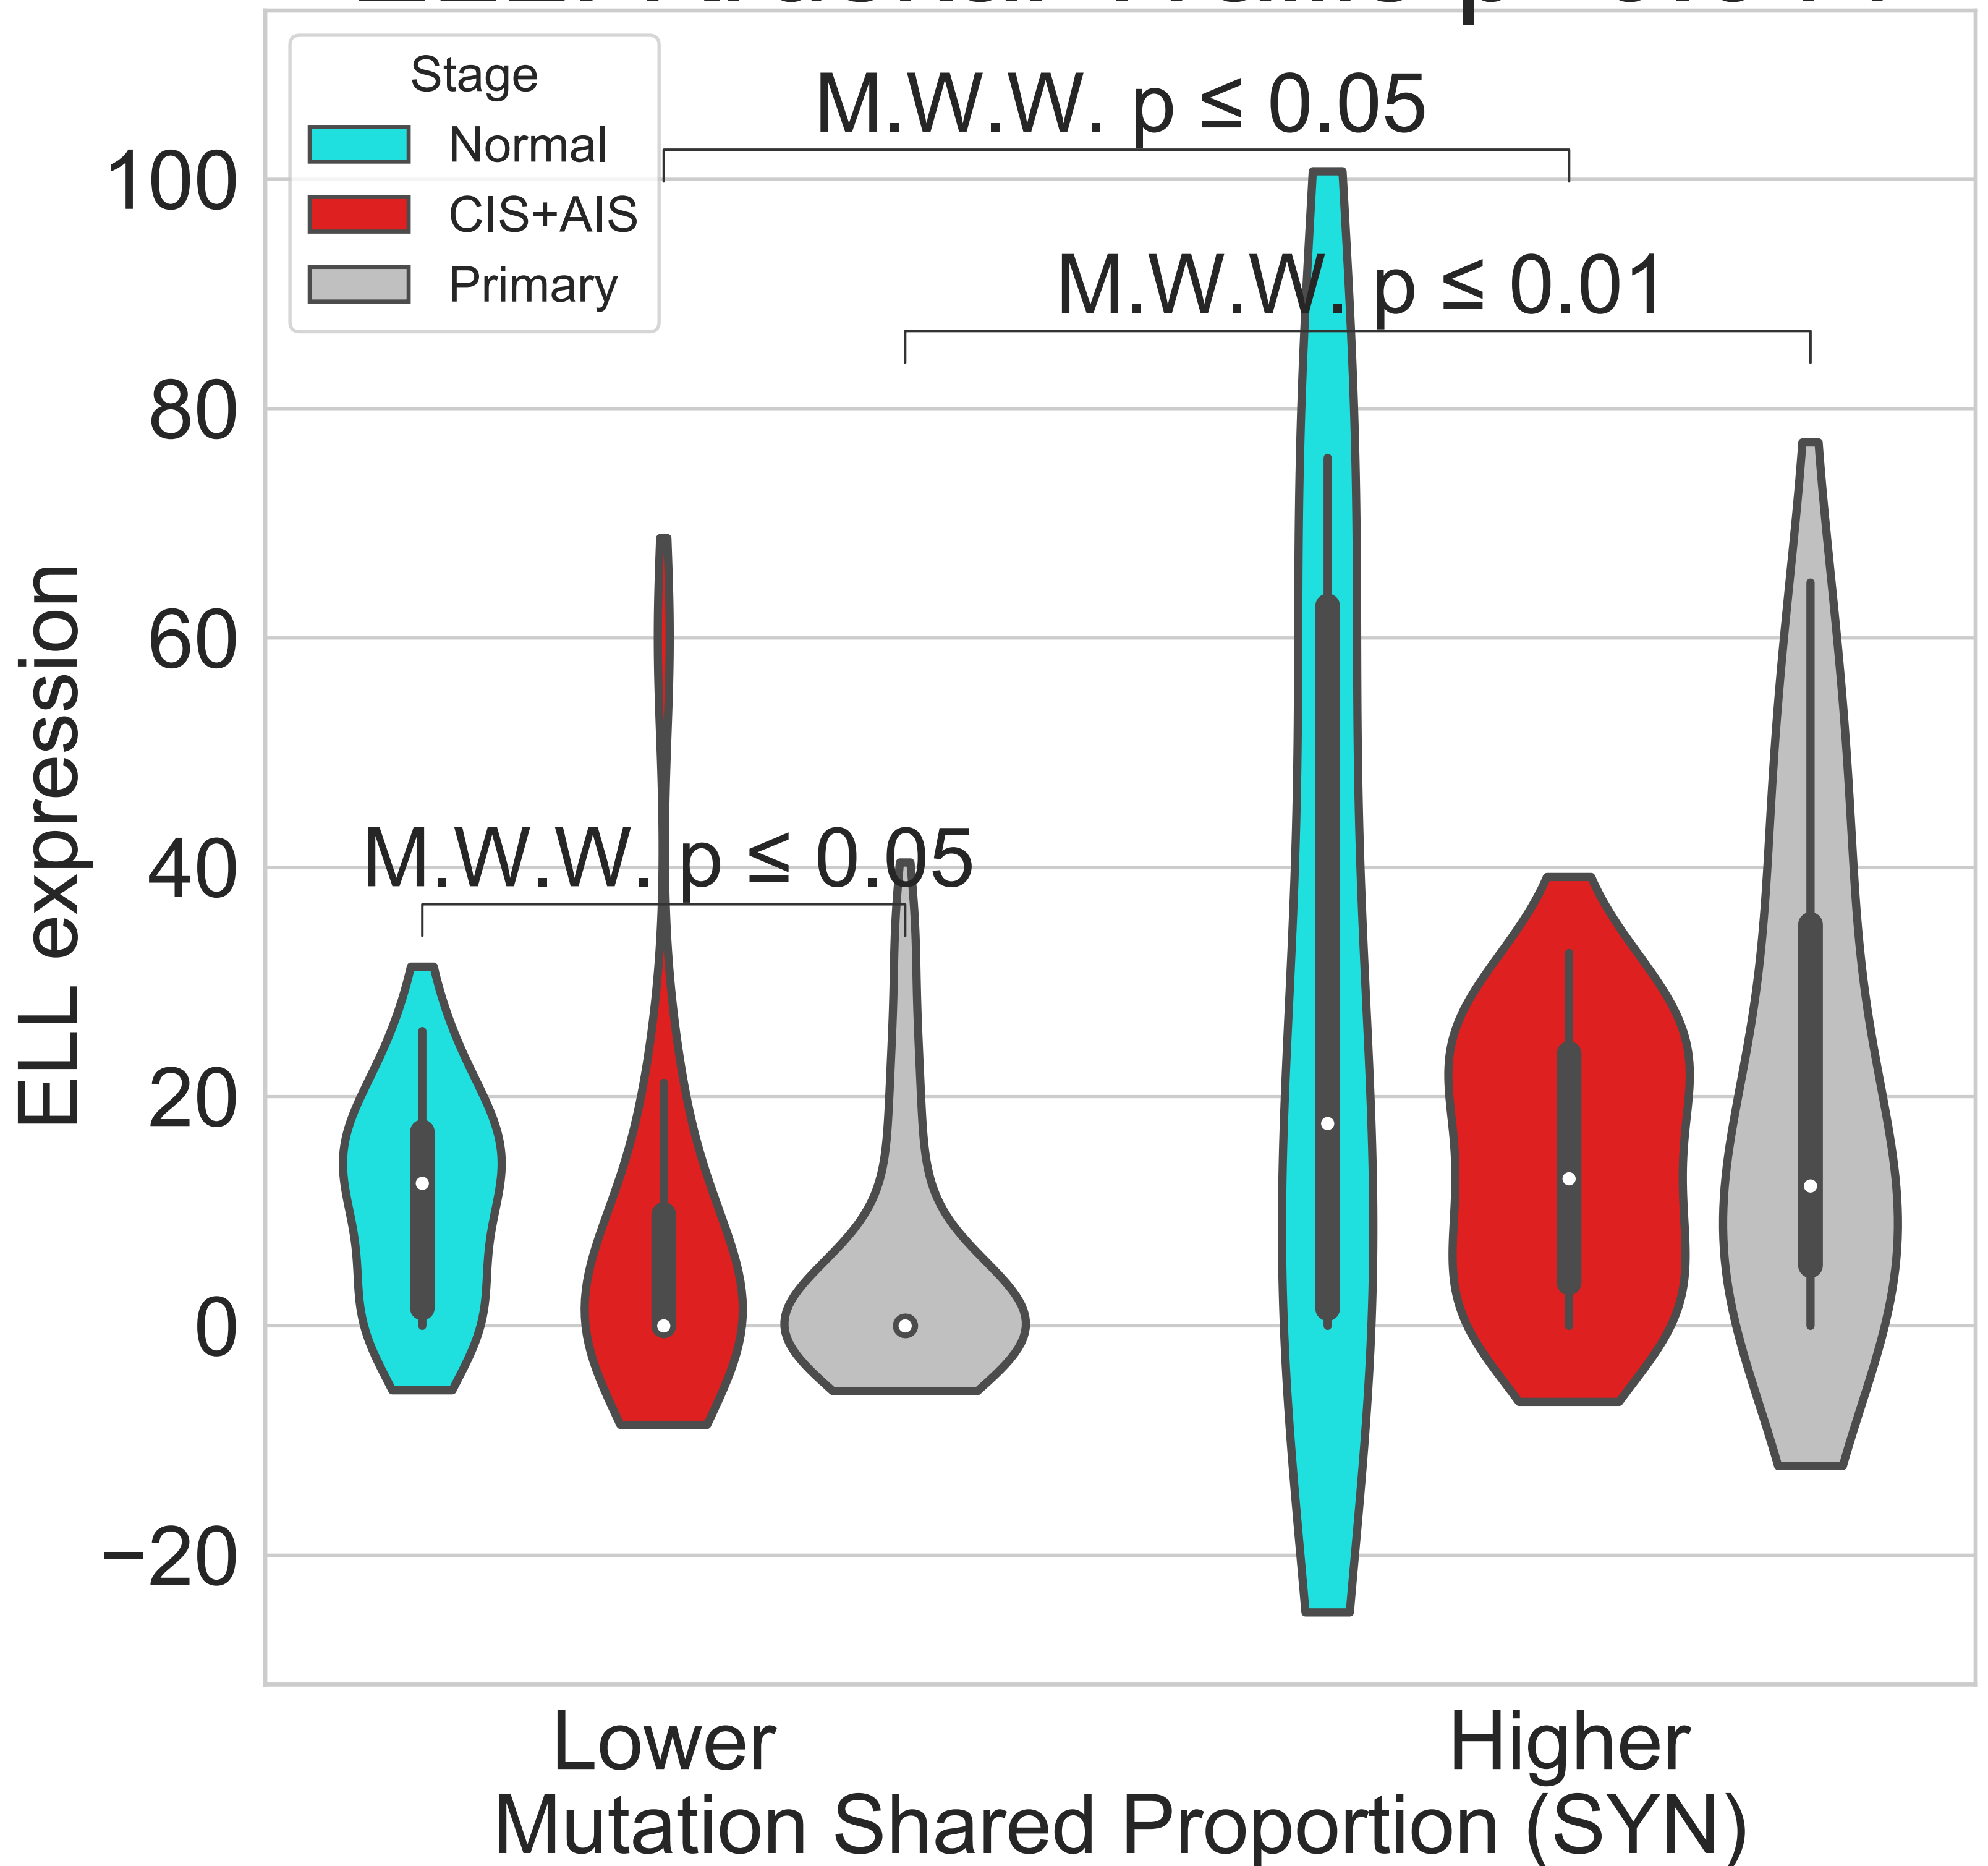 Stage
Normal
CIS+AIS
Primary
M.W.W. p ≤ 0.05
M.W.W. p ≤ 0.01
M.W.W. p ≤ 0.05
100
80
60
40
20
0
−20
ELL expression
Lower
Higher
Mutation Shared Proportion (SYN)